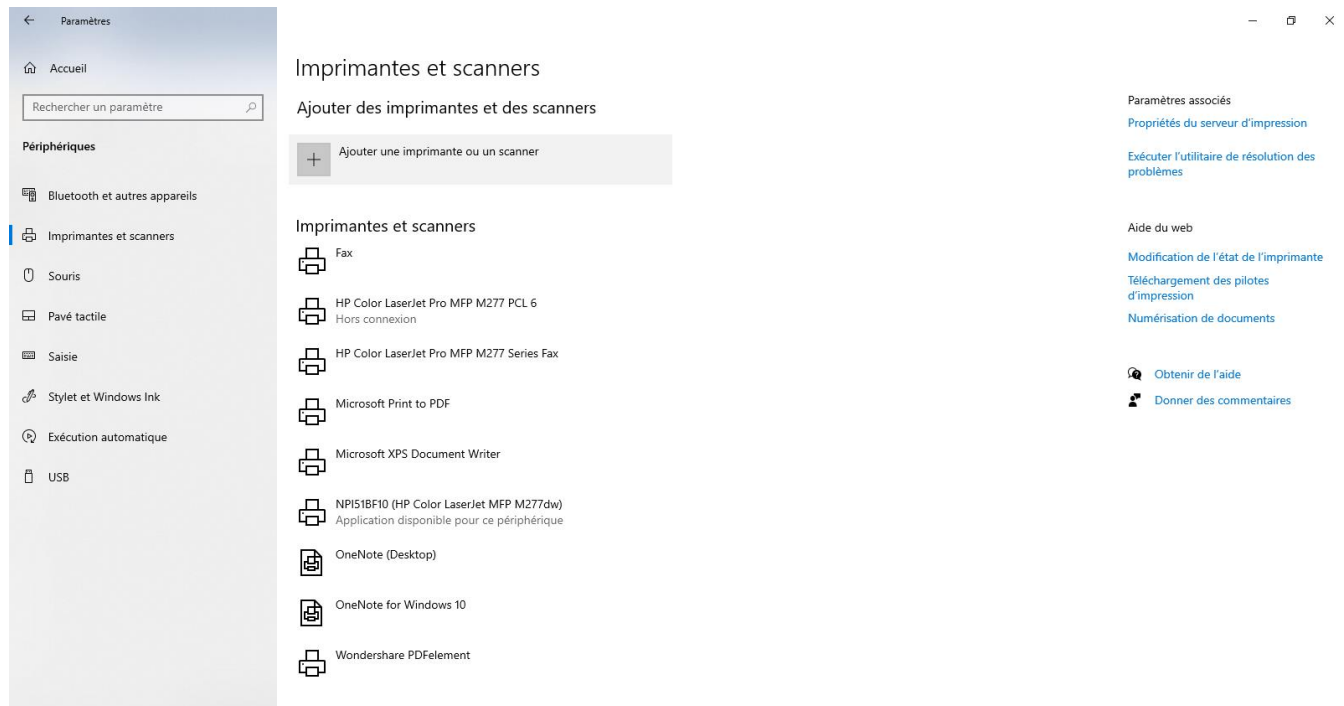 Paramètres
Accueil
Rechercher un paramètre
Périphériques
Bluetooth et autres appareils
Imprimantes et scanners
Souris
Pavé tactile
Saisie
Stylet et Windows Ink
Exécution automatique
USB
Imprimantes et scanners
Ajouter des imprimantes et des scanners
Ajouter une imprimante ou un scanner
Imprimantes et scanners
Fax
HP Color LaserJet Pro MFP M277 PCL 6
Hors connexion
HP Color LaserJet Pro MFP M277 Series Fax
Microsoft Print to PDF
Microsoft XPS Document Writer
NPI51BF10 (HP Color LaserJet MFP M277dw)
Application disponible pour ce périphérique
OneNote (Desktop)
OneNote for Windows 10
Wondershare PDFelement
Paramètres associés
Propriétés du serveur d'impression
Exécuter l'utilitaire de résolution des
problèmes
Aide du web
Modification de l'état de l'imprimante
Téléchargement des pilotes
d'impression
Numérisation de documents
Obtenir de l'aide
Donner des commentaires